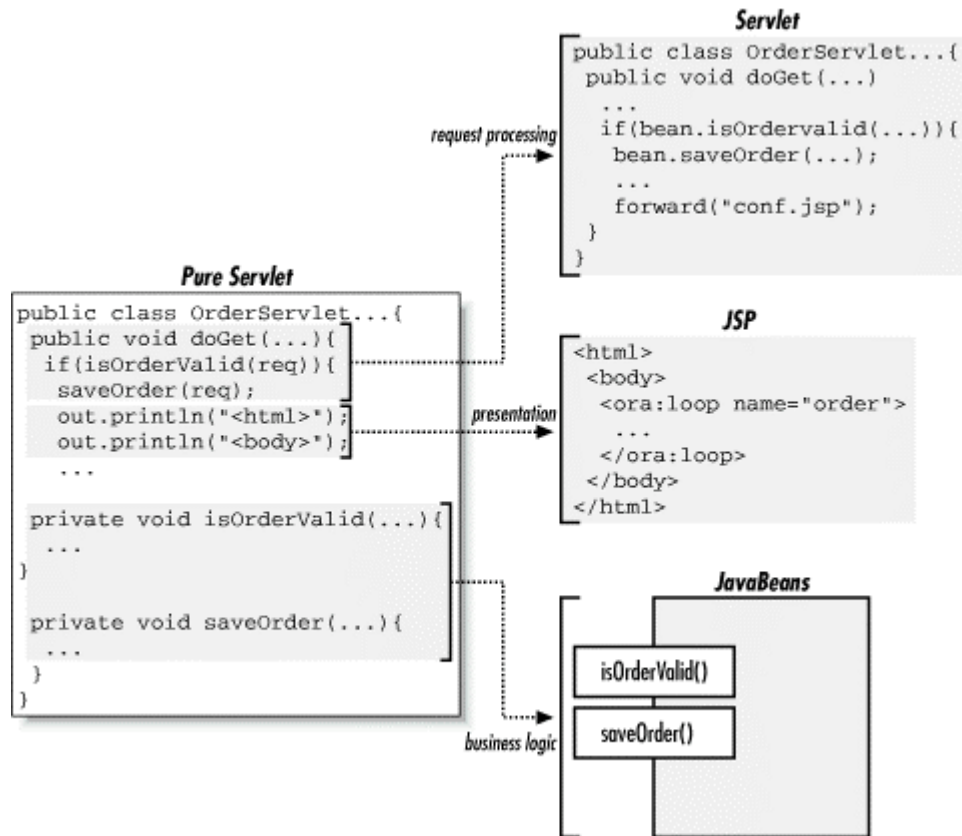 Servlet
public class OrderServlet...{
public void doGet(...)
...
if(bean.isOrdervalid(...)){
bean.saveOrder(...);
...
forward("conf.jsp");
}
}
request processing
Pure Servlet
public class OrderServlet...{
public void doGet(...){
if(isOrderValid(req)){
saveOrder(req);
out.println("<html>");
out.println("<body>");
...
private void isOrderValid(...){
...
}
private void saveOrder(...){
...
}
}
presentation
JSP
<html>
<body>
<ora:loop name="order">
...
</ora:loop>
</body>
</html>
business logic
JavaBeans
isOrderValid()
saveOrder()